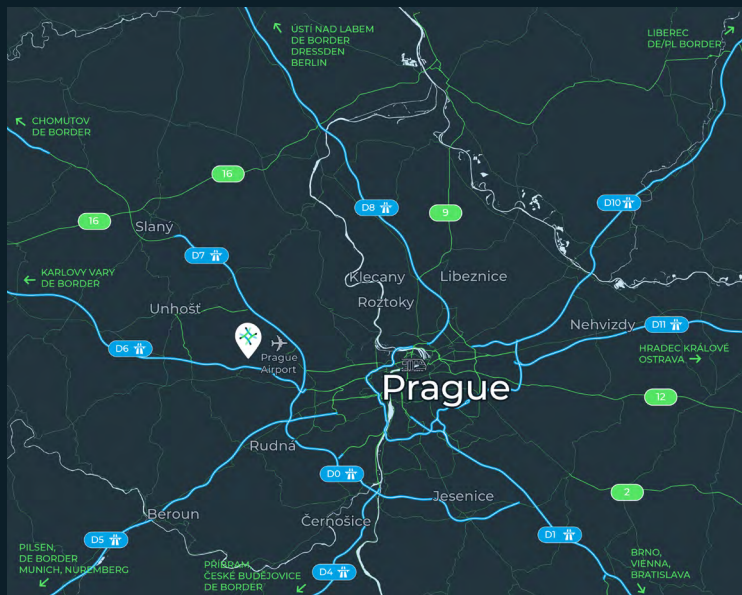 ÚSTÍ NAD LABEM
DE BORDER
DRESSDEN
BERLIN
LIBEREC
DE/PL BORDER
CHOMUTOV
DE BORDER
16
16
D8
9
D10
Slaný
D7
KARLOVY VARY
DE BORDER
Klecany
Libeznice
Roztoky
Unhošť
Nehvizdy
D11
D6
Prague
Airport
HRADEC KRÁLOVÉ
OSTRAVA
Prague
12
Rudná
D0
2
Jesenice
Beroun
Černošice
D5
D1
PILSEN,
DE BORDER
MUNICH, NUREMBERG
PŘÍBRAM,
ČESKÉ BUDĚJOVICE
DE BORDER
D4
BRNO,
VIENNA,
BRATISLAVA